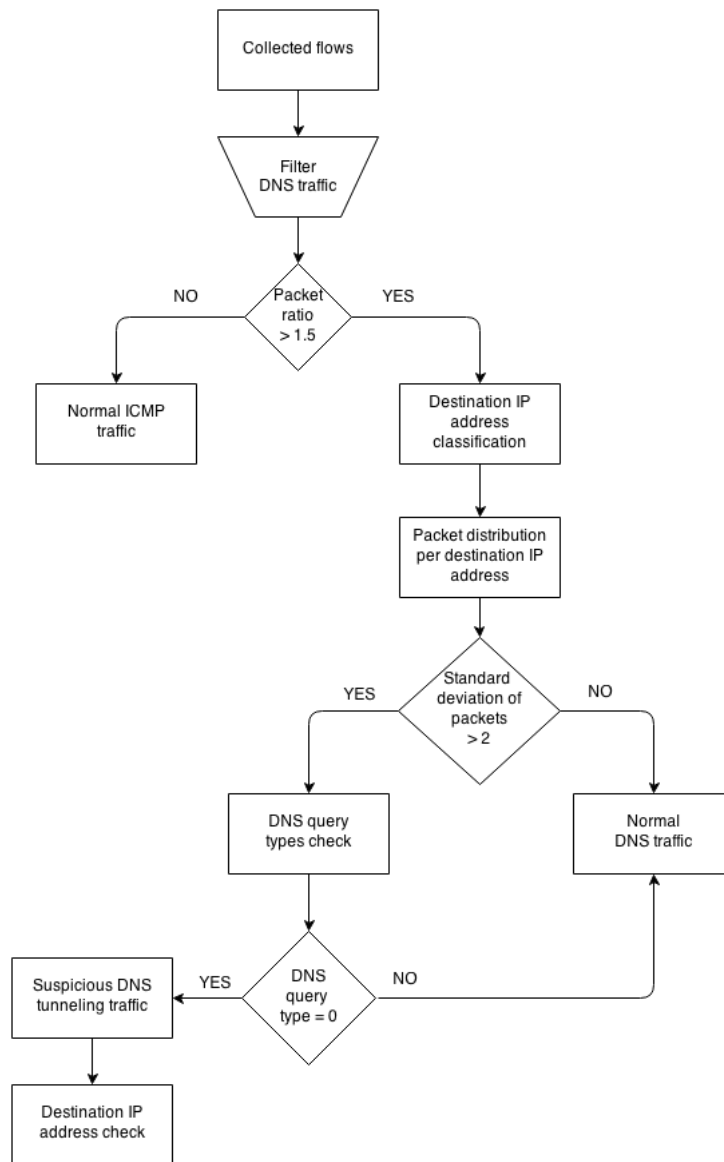 Collected flows
Filter
DNS traffic
NO
YES
Packet
ratio
> 1.5
Normal ICMP
traffic
Destination IP
address
classification
Packet distribution
per destination IP
address
YES
NO
Standard
deviation of
packets
> 2
DNS query
types check
Normal
DNS traffic
Suspicious DNS
tunneling traffic
YES
DNS
query
type = 0
NO
Destination IP
address check